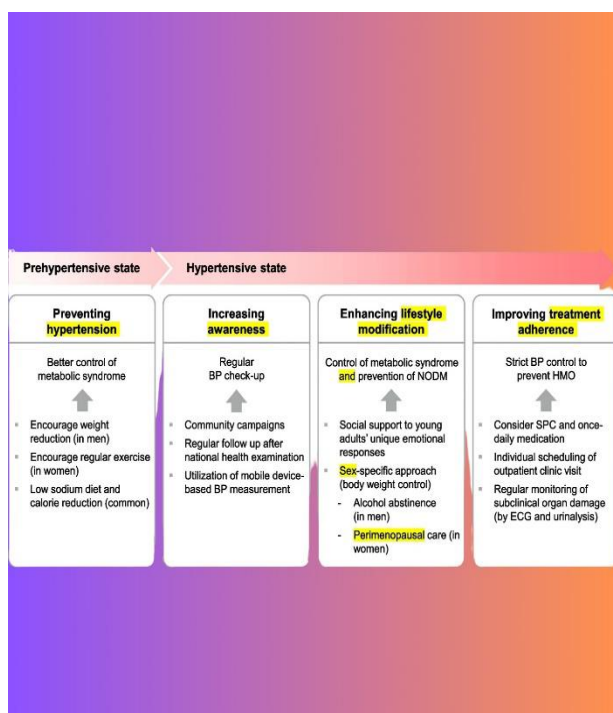 Prehypertensive state
Hypertensive state
Preventing
hypertension
Better control of
metabolic syndrome
Encourage weight
reduction (in men)
Encourage regular exercise
(in women)
Low sodium diet and
calorie reduction (common)
Increasing
awareness
Regular
BP check-up
Community campaigns
Regular follow up after
national health examination
Utilization of mobile device-
based BP measurement
Enhancing lifestyle
modification
Control of metabolic syndrome
and prevention of NODM
Social support to young
adults' unique emotional
responses
Sex-specific approach
(body weight control)
- Alcohol abstinence
(in men)
- Perimenopausal care (in
women)
Improving treatment
adherence
Strict BP control to
prevent HMO
Consider SPC and once-
daily medication
Individual scheduling of
outpatient clinic visit
Regular monitoring of
subclinical organ damage
(by ECG and urinalysis)